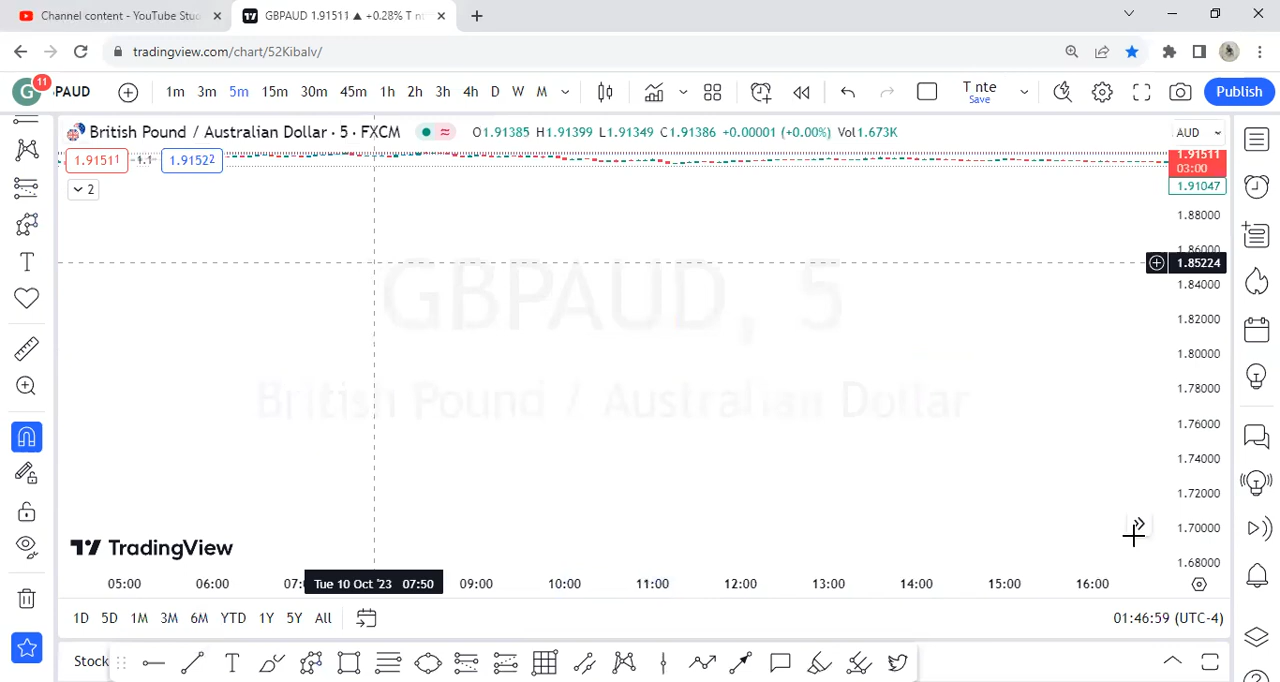 Channel content - YouTube Stud
GBPAUD 1.91511 ▲ +0.28% T nt
tradingview.com/chart/52Kibalv/
G 11 PAUD
1m 3m 5m 15m 30m 45m 1h 2h 3h 4h D W M
T nte
Save
Publish
British Pound / Australian Dollar · 5 · FXCM
O1.91385 H1.91399 L1.91349 C1.91386 +0.00001 (+0.00%) Vol1.673K
AUD
1.91511 1.1 1.91522
2
1.91511
03:00
1.91047
1.88000
1.86000
1.85224
1.84000
1.82000
1.80000
1.78000
1.76000
1.74000
1.72000
1.70000
1.68000
GBPAUD, 5
British Pound / Australian Dollar
TradingView
05:00 06:00 07:0 Tue 10 Oct '23 07:50 09:00 10:00 11:00 12:00 13:00 14:00 15:00 16:00
1D 5D 1M 3M 6M YTD 1Y 5Y All
01:46:59 (UTC-4)
Stock